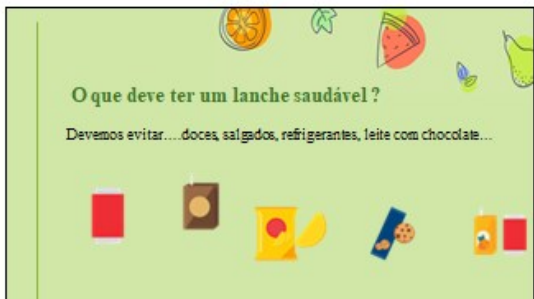 O que deve ter um lanche saudável ?
Devemos evitar....doces, salgados, refrigerantes, leite com chocolate...